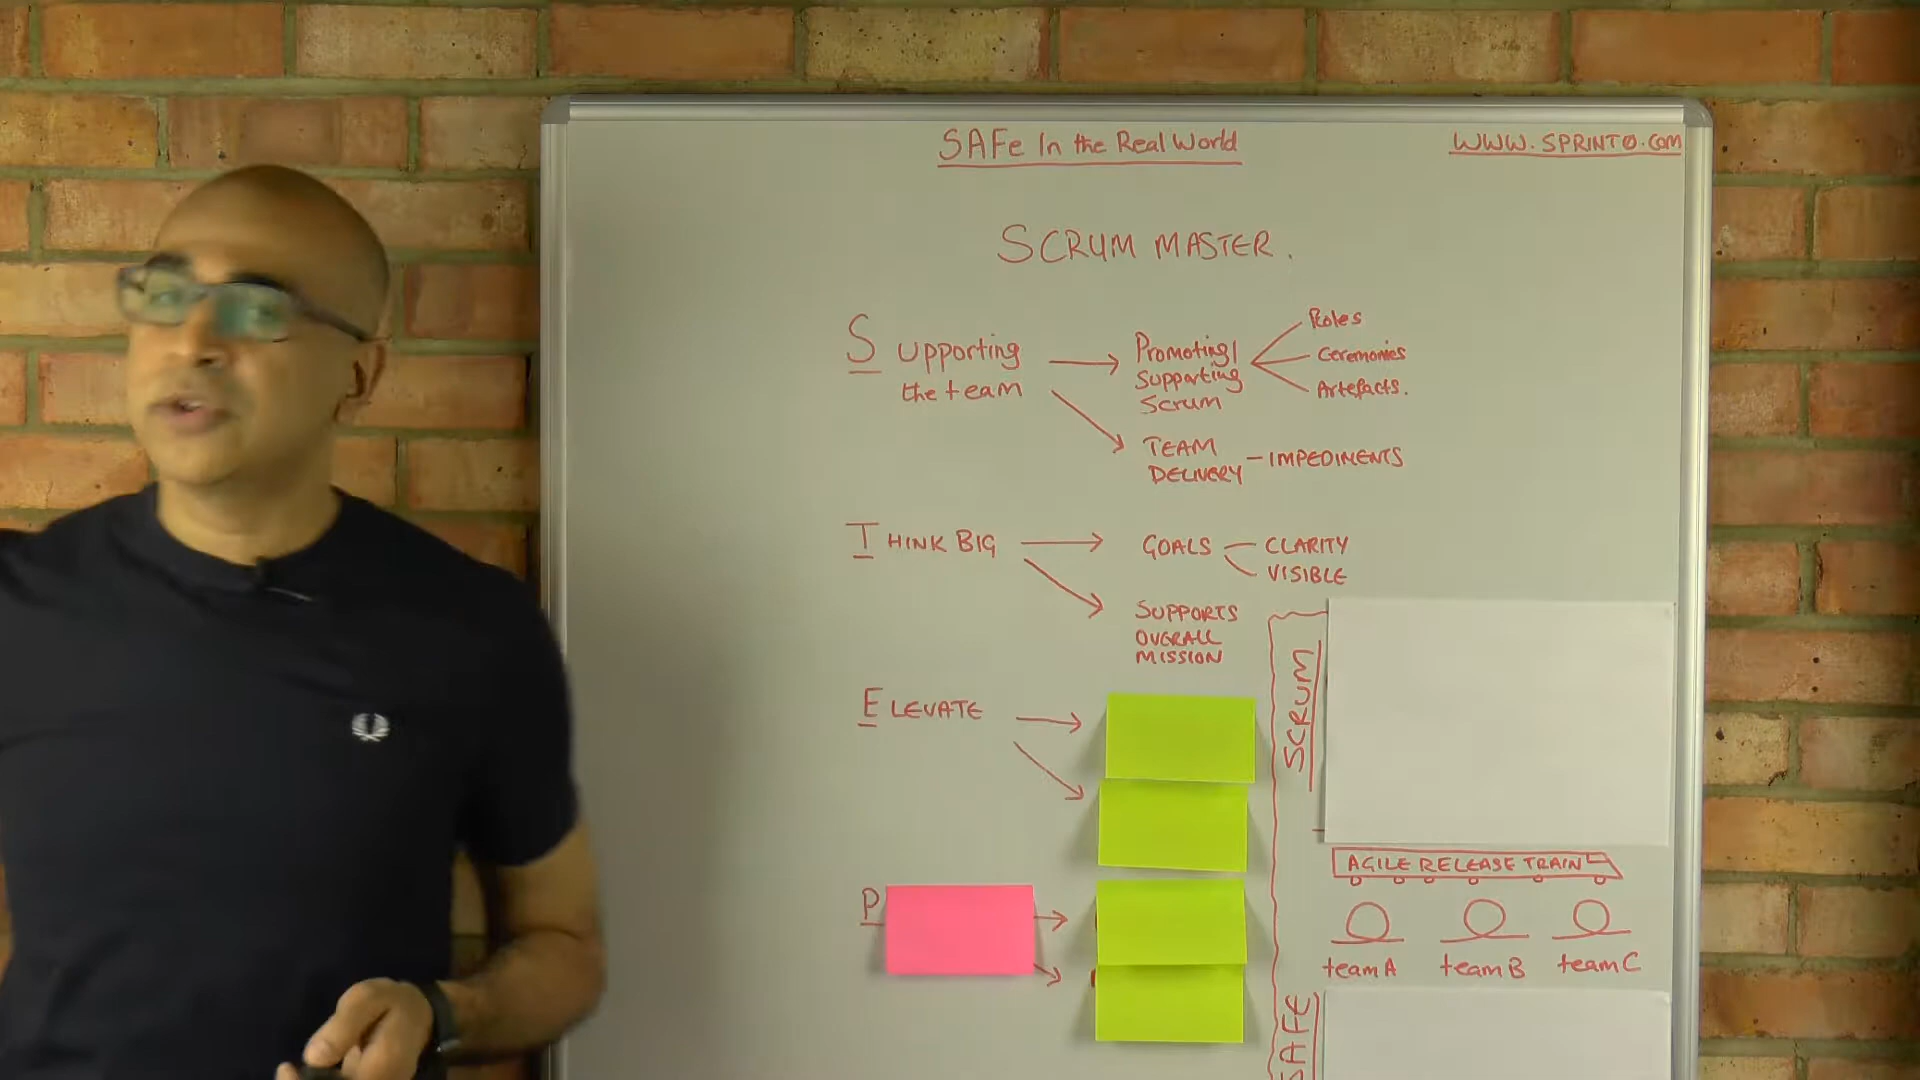 SAFe In the Real World
WWW.SPRINT0.COM
SCRUM MASTER.
Supporting
the team
Promoting/
Supporting
Scrum
Roles
Ceremonies
Artefacts.
TEAM
DELIVERY - IMPEDIMENTS
THINK BIG
GOALS
CLARITY
VISIBLE
SUPPORTS
OVERALL
MISSION
ELEVATE
P
SCRUM
AGILE RELEASE TRAIN
team A
team B
team C
SAFE